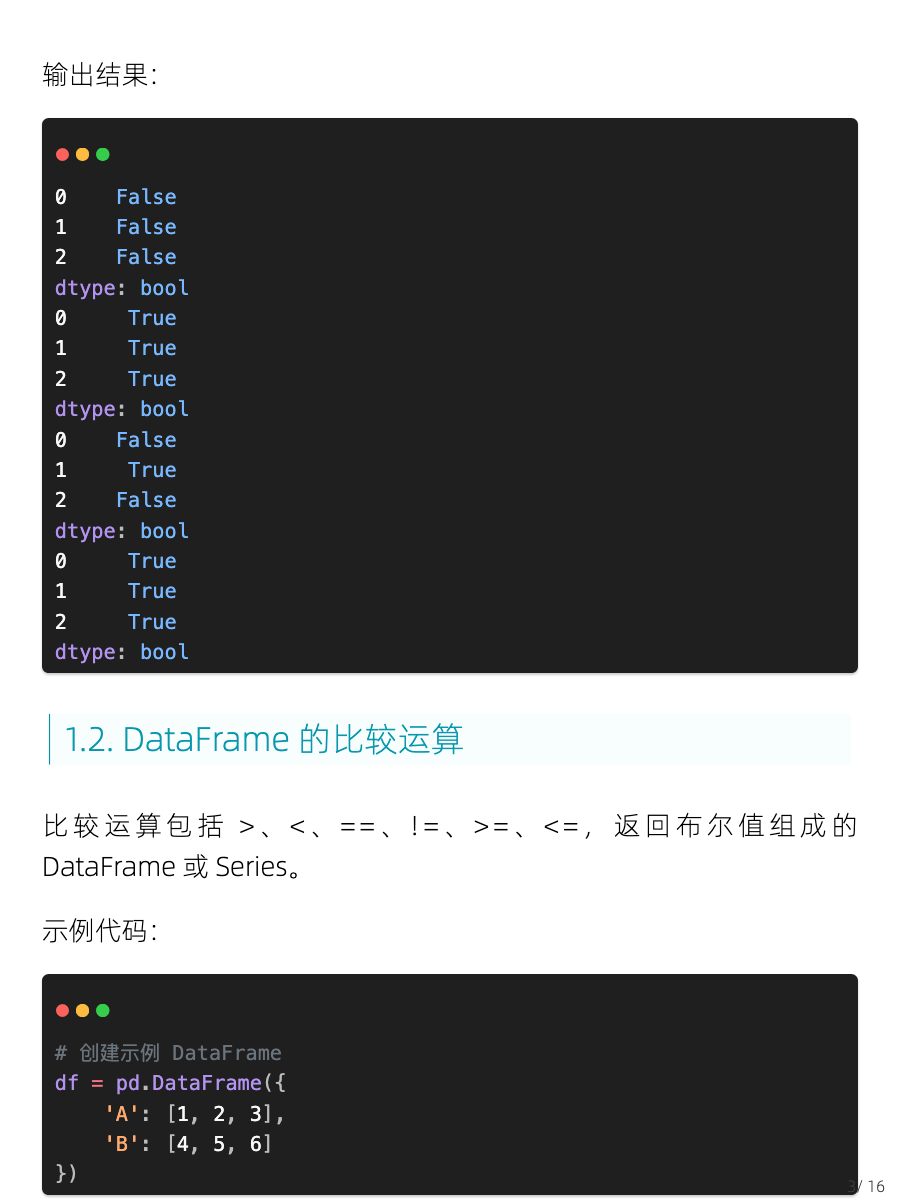 输出结果：
0    False
1    False
2    False
dtype: bool
0     True
1     True
2     True
dtype: bool
0    False
1     True
2    False
dtype: bool
0     True
1     True
2     True
dtype: bool
1.2. DataFrame 的比较运算
比较运算包括 >、<、==、!=、>=、<=，返回布尔值组成的
DataFrame 或 Series。
示例代码：
# 创建示例 DataFrame
df = pd.DataFrame({
    'A': [1, 2, 3],
    'B': [4, 5, 6]
})
3/ 16